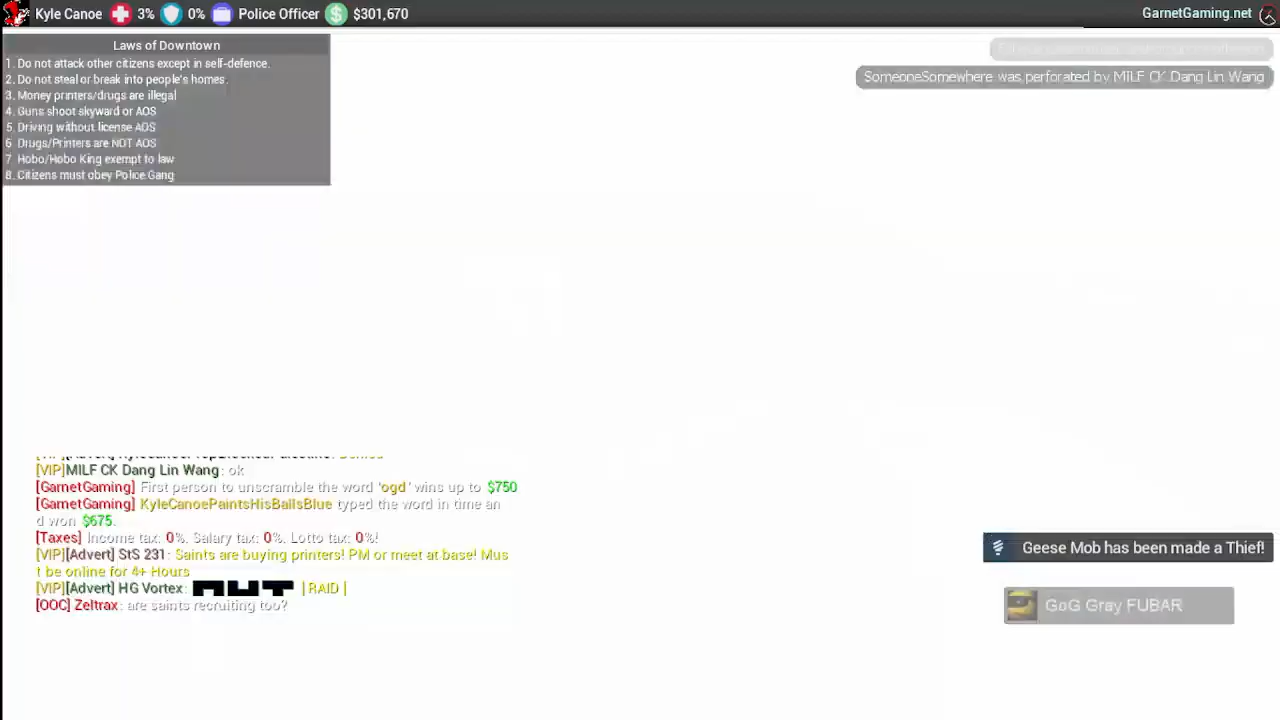 Kyle Canoe 3% 0% Police Officer $301,670 GarnetGaming.net
Laws of Downtown
1. Do not attack other citizens except in self-defence.
2. Do not steal or break into people's homes.
3. Money printers/drugs are illegal
4. Guns shoot skyward or AOS
5. Driving without license AOS
6 Drugs/Printers are NOT AOS
7. Hobo/Hobo King exempt to law
8. Citizens must obey Police Gang
SomeoneSomewhere was perforated by MILF CK Dang Lin Wang
[VIP]MILF CK Dang Lin Wang: ok
[GarnetGaming] First person to unscramble the word 'ogd' wins up to $750
[GarnetGaming] KyleCanoePaintsHisBallsBlue typed the word in time an
d won $675.
[Taxes] Income tax: 0%. Salary tax: 0%. Lotto tax: 0%!
[VIP][Advert] StS 231: Saints are buying printers! PM or meet at base! Mus
t be online for 4+ Hours
[VIP][Advert] HG Vortex: | RAID |
[OOC] Zeltrax: are saints recruiting too?
Geese Mob has been made a Thief!
GoG Gray FUBAR